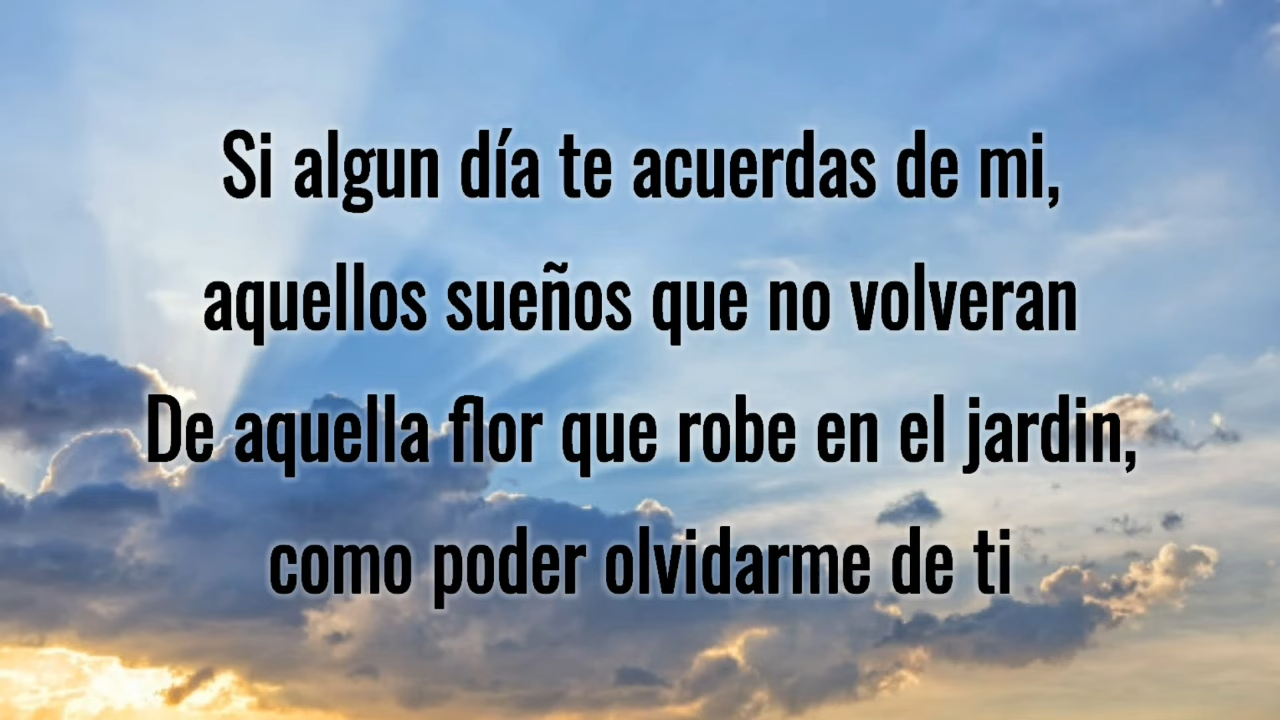 Si algun día te acuerdas de mi,
aquellos sueños que no volveran
De aquella flor que robe en el jardin,
como poder olvidarme de ti